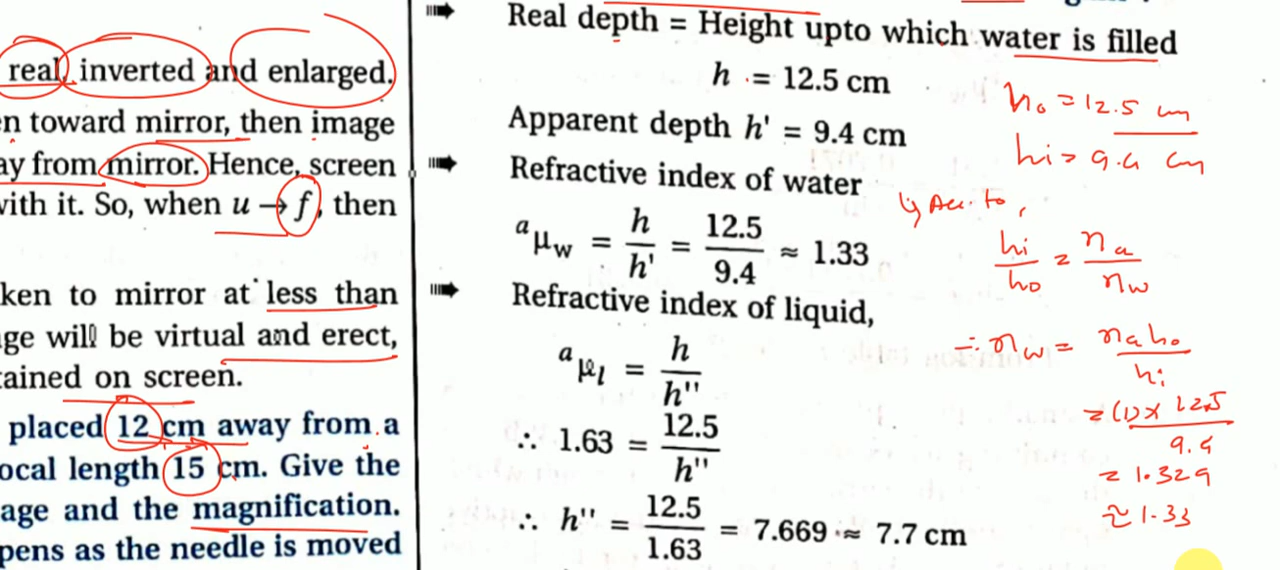 real, inverted and enlarged.
en toward mirror, then image
ay from mirror. Hence, screen
with it. So, when u → f, then
ken to mirror at less than
ge will be virtual and erect,
tained on screen.
placed 12 cm away from a
ocal length 15 cm. Give the
age and the magnification.
pens as the needle is moved
Real depth = Height upto which water is filled
h = 12.5 cm
Apparent depth h' = 9.4 cm
Refractive index of water
ᵃμw = h/h' = 12.5/9.4 ≈ 1.33
Refractive index of liquid,
ᵃμl = h/h''
∴ 1.63 = 12.5/h''
∴ h'' = 12.5/1.63 = 7.669 ≈ 7.7 cm
ho = 12.5 cm
hi = 9.4 cm
Acc. to,
hi/ho = na/nw
∴ nw = na ho/hi
= (1) x 12.5/9.4
= 1.329
≈ 1.33